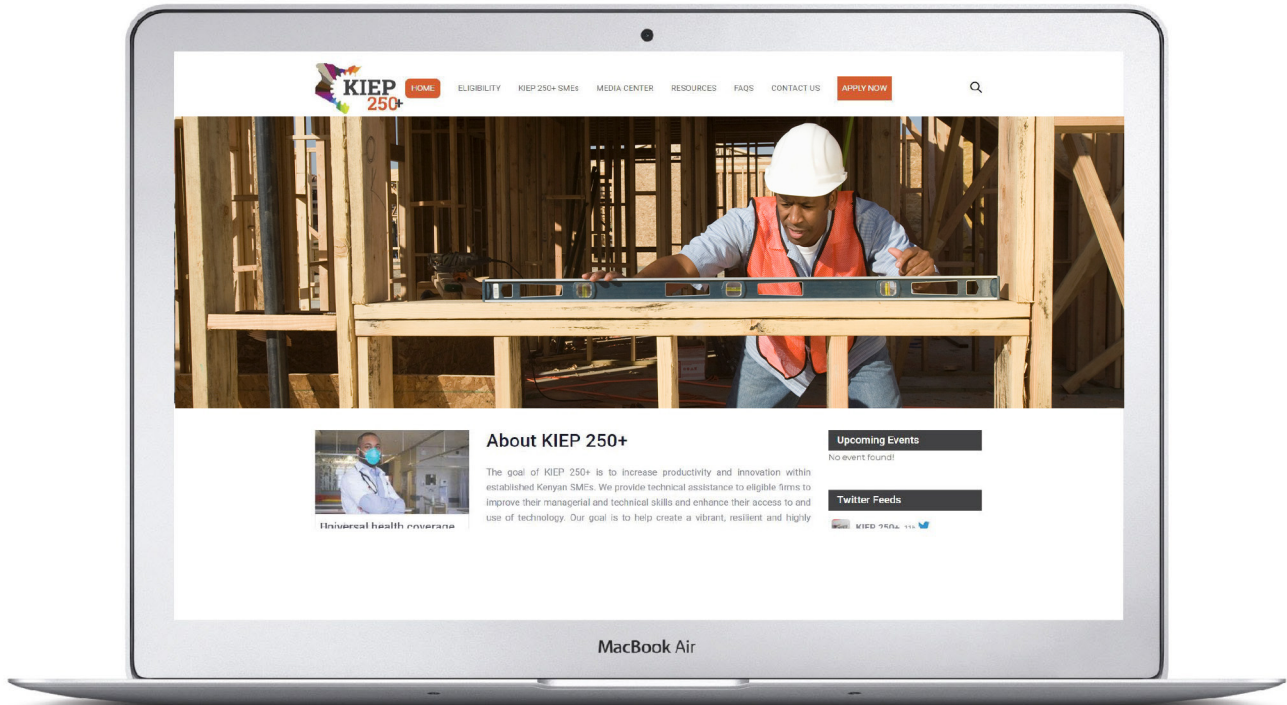 KIEP
250+
HOME
ELIGIBILITY
KIEP 250+ SMEs
MEDIA CENTER
RESOURCES
FAQS
CONTACT US
APPLY NOW
About KIEP 250+
The goal of KIEP 250+ is to increase productivity and innovation within
established Kenyan SMEs. We provide technical assistance to eligible firms to
improve their managerial and technical skills and enhance their access to and
use of technology. Our goal is to help create a vibrant, resilient and highly
Universal health coverage
Upcoming Events
No event found!
Twitter Feeds
KIEP 250+
MacBook Air